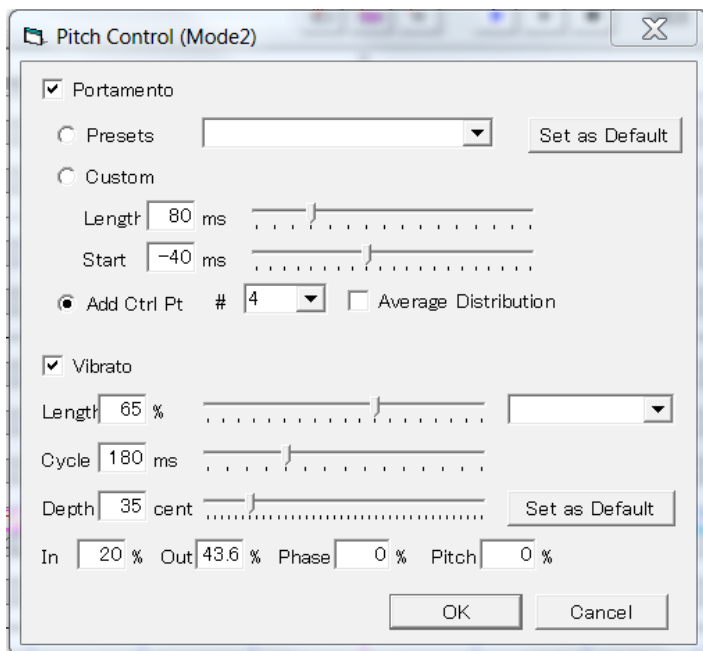 Pitch Control (Mode2)
Portamento
Presets Set as Default
Custom
Length 80 ms
Start -40 ms
Add Ctrl Pt # 4 Average Distribution
Vibrato
Length 65 %
Cycle 180 ms
Depth 35 cent Set as Default
In 20 % Out 43.6 % Phase 0 % Pitch 0 %
OK Cancel